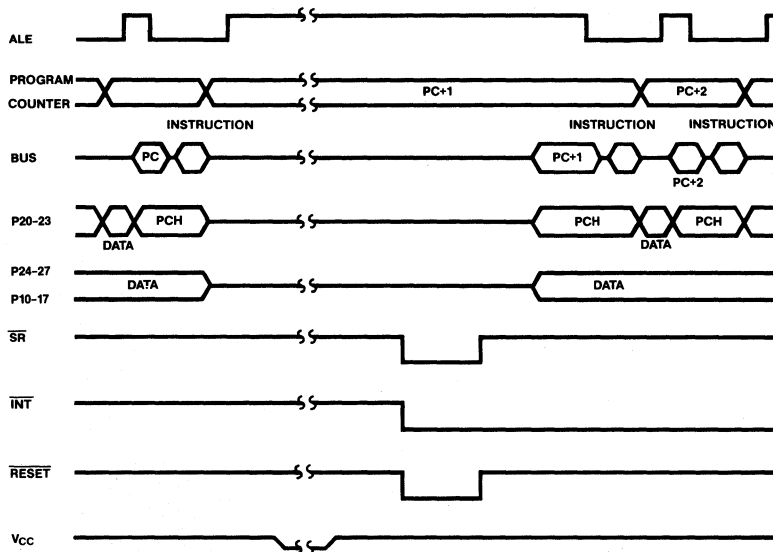 ALE
PROGRAM
COUNTER
PC+1
PC+2
INSTRUCTION
INSTRUCTION
INSTRUCTION
BUS
PC
PC+1
PC+2
P20–23
PCH
PCH
PCH
DATA
DATA
P24–27
P10–17
DATA
DATA
SR
INT
RESET
VCC